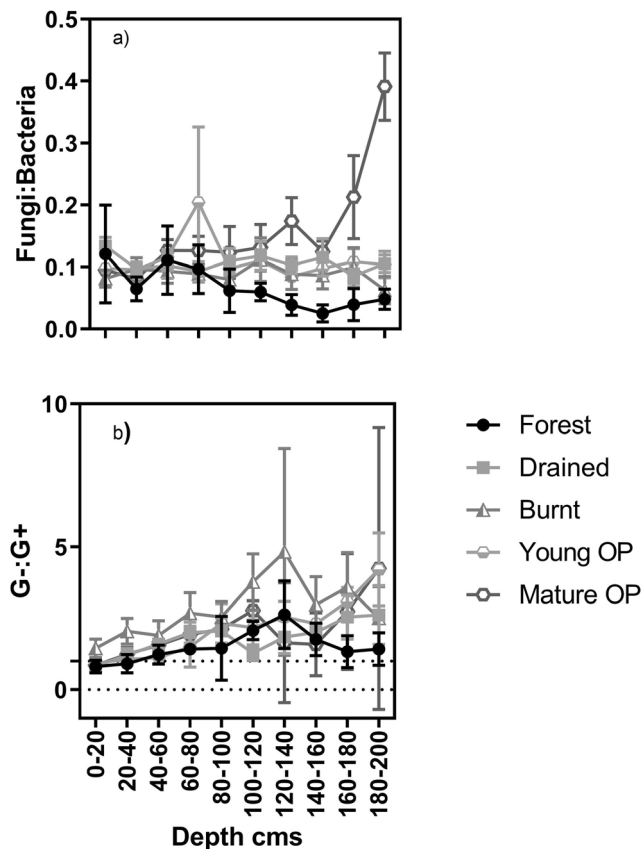 a)
0.5
0.4
0.3
0.2
0.1
0.0
Fungi:Bacteria
b)
10
5
0
G-:G+
0-20
20-40
40-60
60-80
80-100
100-120
120-140
140-160
160-180
180-200
Depth cms
Forest
Drained
Burnt
Young OP
Mature OP